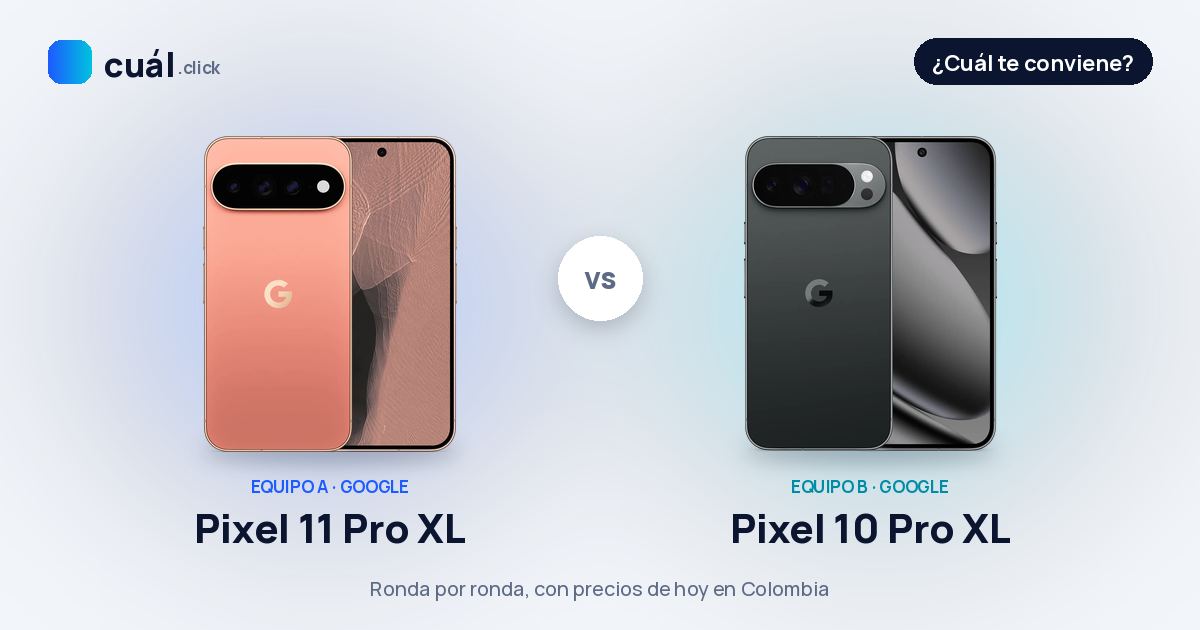 cuál.click
¿Cuál te conviene?
G
G
vs
EQUIPO A · GOOGLE
EQUIPO B · GOOGLE
Pixel 11 Pro XL
Pixel 10 Pro XL
Ronda por ronda, con precios de hoy en Colombia